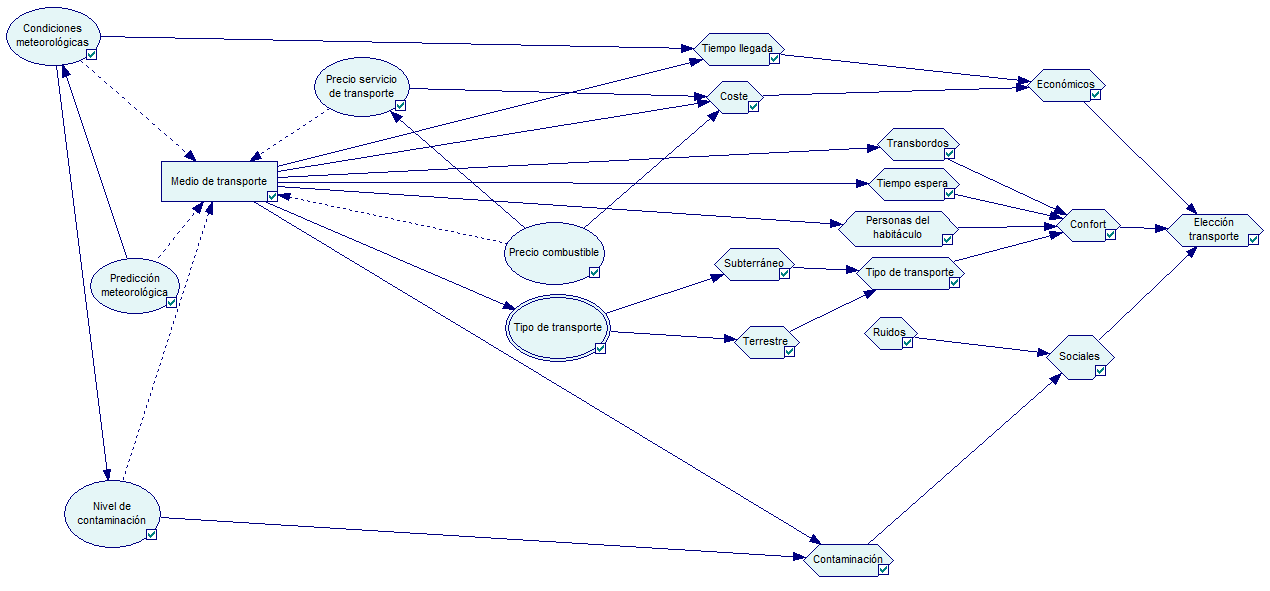 Condiciones
meteorológicas
Precio servicio
de transporte
Tiempo llegada
Coste
Económicos
Transbordos
Medio de transporte
Tiempo espera
Personas del
habitáculo
Confort
Elección
transporte
Precio combustible
Subterráneo
Tipo de transporte
Predicción
meteorológica
Tipo de transporte
Terrestre
Ruidos
Sociales
Nivel de
contaminación
Contaminación